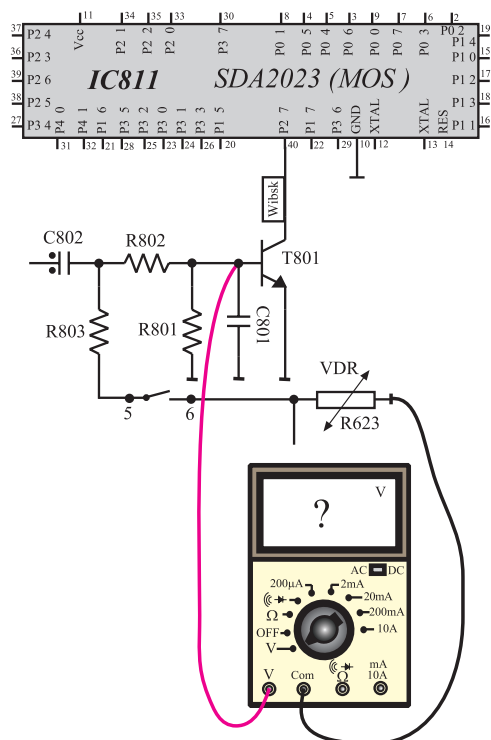 11 34 35 33 30 8 4 5 3 9 7 6 2
37 P2 4 Vcc P2 1 P2 2 P2 0 P3 7 P0 1 P0 5 P0 4 P0 6 P0 0 P0 7 P0 3 P0 2 19
P1 4
36 P2 3 15
P1 0
39 P2 6 IC811 SDA2023 (MOS) P1 2 17
38 P2 5 P1 3 18
27 P3 4 P4 0 P4 1 P1 6 P3 5 P3 2 P3 0 P3 1 P3 3 P1 5 P2 7 P1 7 P3 6 GND XTAL XTAL RES P1 1 16
31 32 21 28 25 23 24 26 20 40 22 29 10 12 13 14
Wibsk
C802
R802
T801
R803
R801
C801
VDR
5
6
R623
V
?
AC DC
200µA
2mA
20mA
Ω
200mA
OFF
10A
V
V
Com
Ω
mA
10A